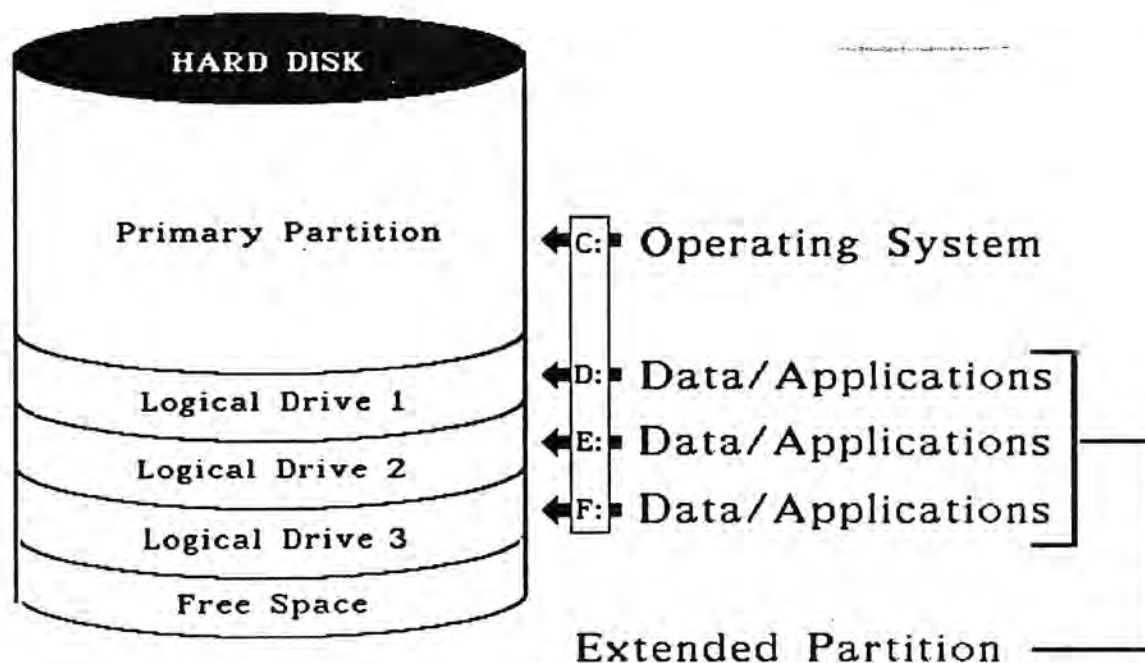 HARD DISK
Primary Partition
C: Operating System
Logical Drive 1
D: Data/Applications
Logical Drive 2
E: Data/Applications
Logical Drive 3
F: Data/Applications
Free Space
Extended Partition